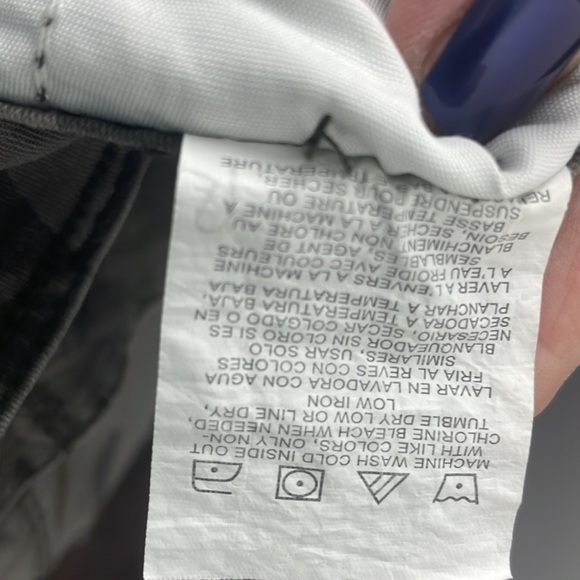 MACHINE WASH COLD INSIDE OUT
WITH LIKE COLORS, ONLY NON-
CHLORINE BLEACH WHEN NEEDED,
TUMBLE DRY LOW OR LINE DRY,
LOW IRON
LAVAR EN LAVADORA CON AGUA
FRIA AL REVES CON COLORES
SIMILARES, USAR SOLO
BLANQUEADOR SIN CLORO SI ES
NECESARIO, SECAR COLGADO O EN
SECADORA A TEMPERATURA BAJA,
PLANCHAR A TEMPERATURA BAJA
LAVER AL'ENVERS A LA MACHINE
A L'EAU FROIDE AVEC COULEURS
SEMBLABLES, AGENT DE
BLANCHIMENT NON CHLORE AU
BESOIN, SECHER A LA MACHINE A
BASSE TEMPERATURE OU
SUSPENDRE POUR SECHER
TEMPERATURE